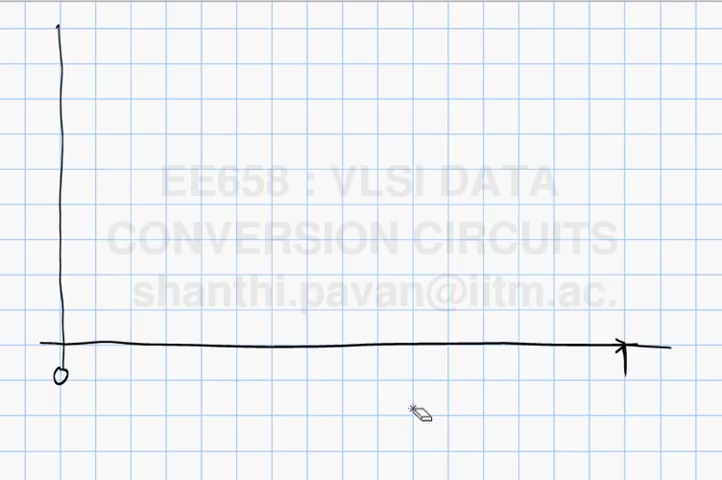 EE658 : VLSI DATA
CONVERSION CIRCUITS
shanthi.pavan@iitm.ac.
0